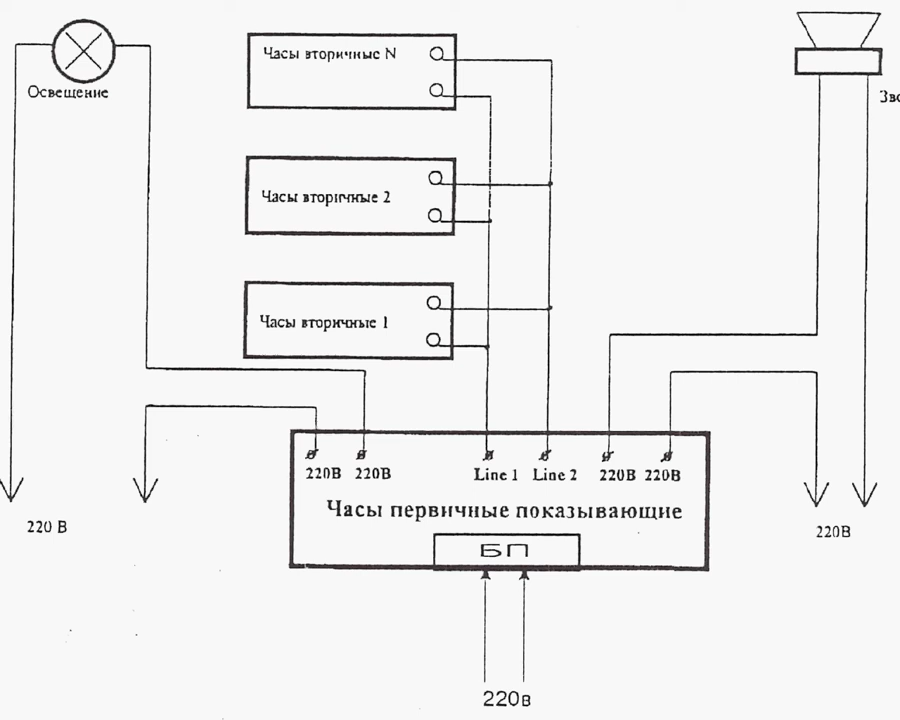 Часы вторичные N
Освещение
Часы вторичные 2
Часы вторичные 1
220В 220В Line 1 Line 2 220В 220В
Часы первичные показывающие
220 В
220В
БП
220в